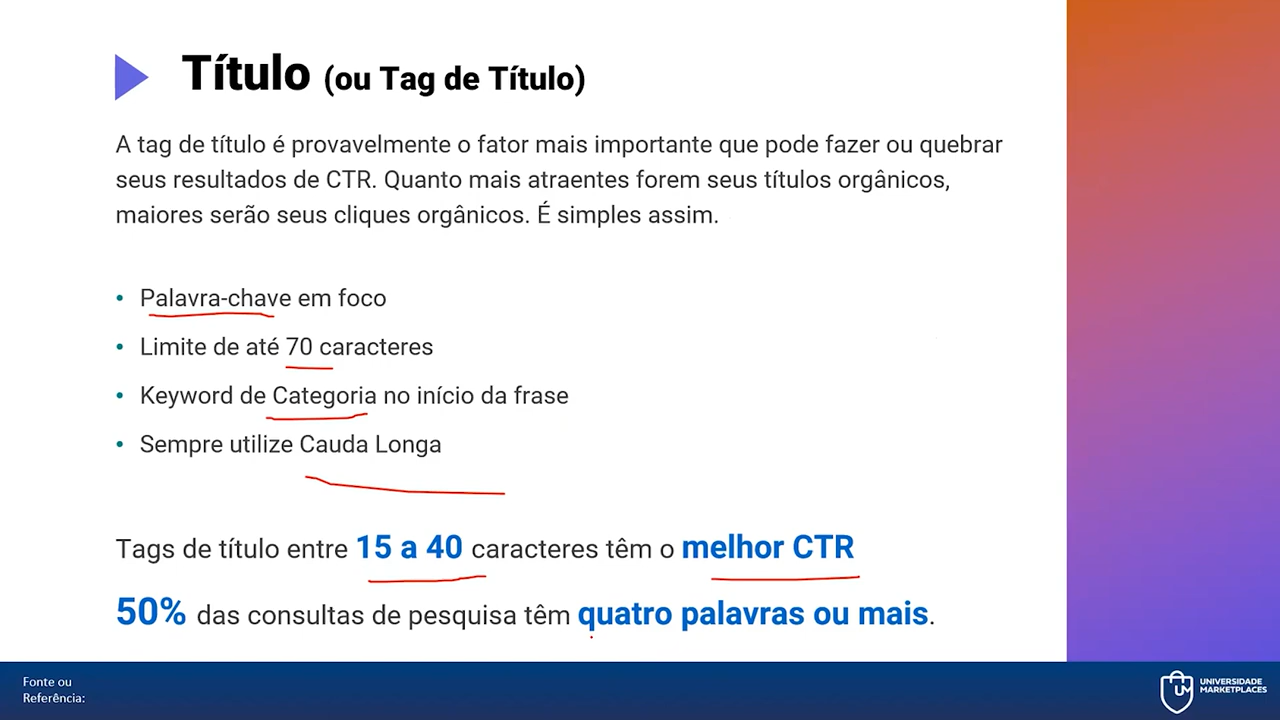 Título (ou Tag de Título)
A tag de título é provavelmente o fator mais importante que pode fazer ou quebrar
seus resultados de CTR. Quanto mais atraentes forem seus títulos orgânicos,
maiores serão seus cliques orgânicos. É simples assim.
• Palavra-chave em foco
• Limite de até 70 caracteres
• Keyword de Categoria no início da frase
• Sempre utilize Cauda Longa
Tags de título entre 15 a 40 caracteres têm o melhor CTR
50% das consultas de pesquisa têm quatro palavras ou mais.
Fonte ou
Referência:
UM
UNIVERSIDADE
MARKETPLACES